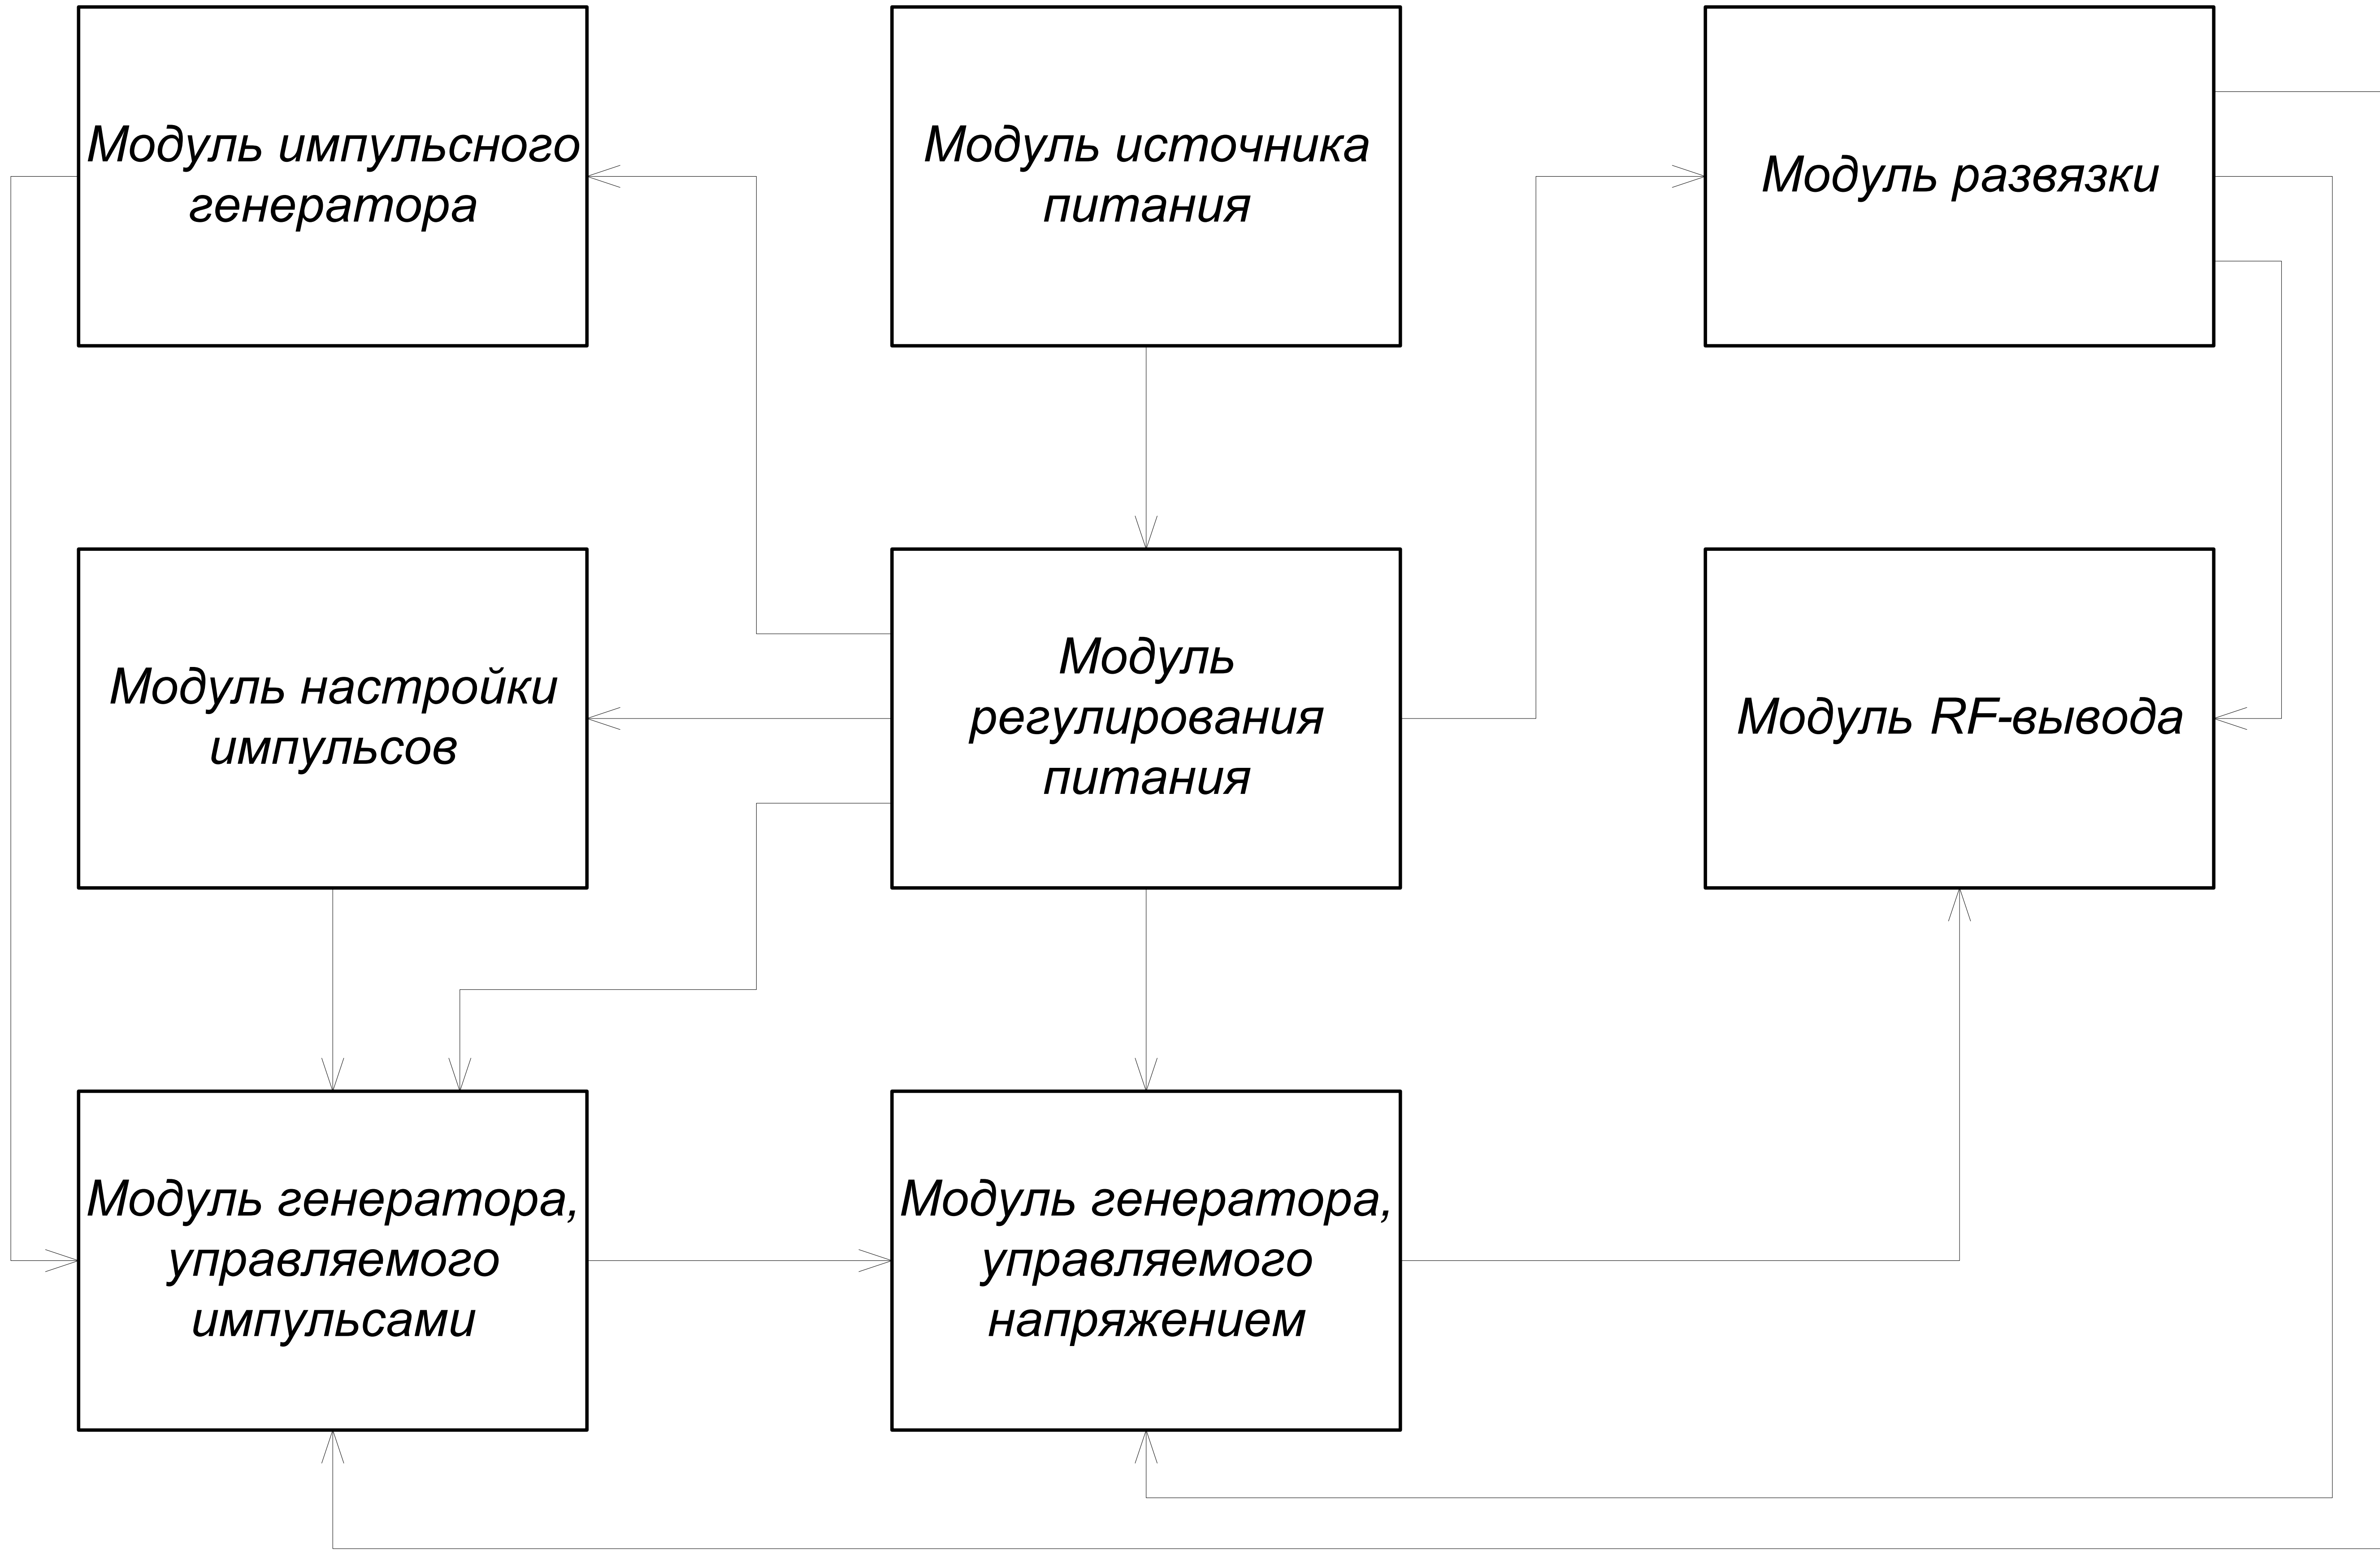 Модуль импульсного
генератора
Модуль источника
питания
Модуль развязки
Модуль настройки
импульсов
Модуль
регулирования
питания
Модуль RF-вывода
Модуль генератора,
управляемого
импульсами
Модуль генератора,
управляемого
напряжением